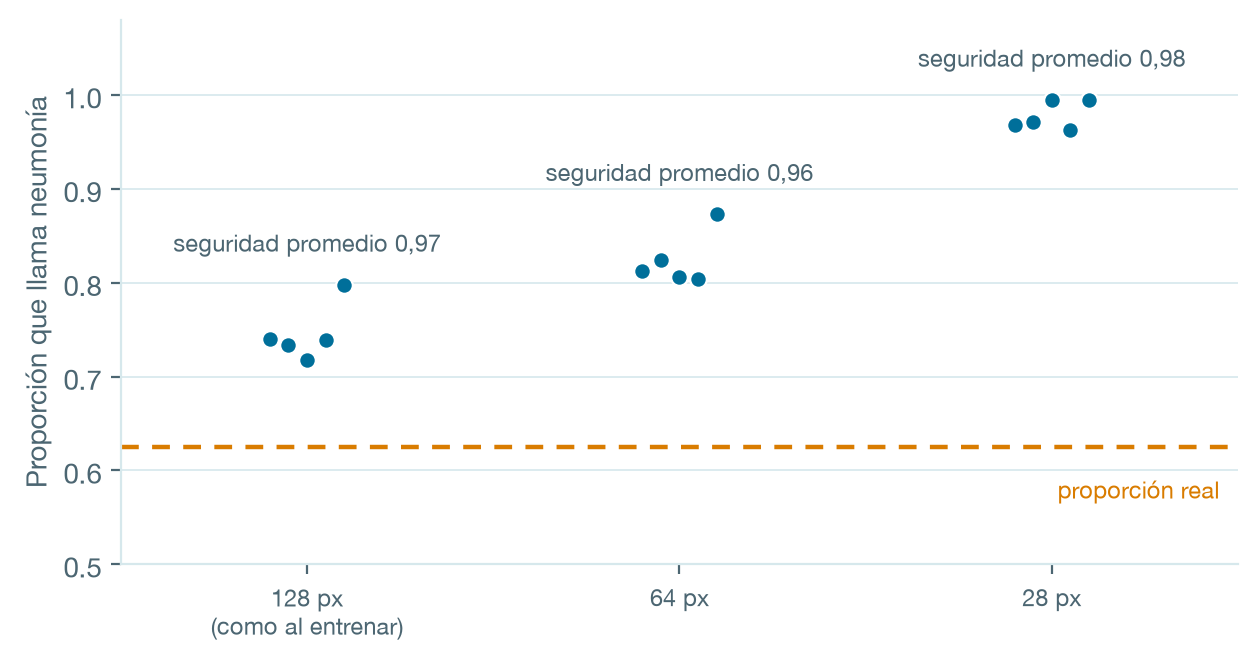 seguridad promedio 0,98
seguridad promedio 0,96
seguridad promedio 0,97
Proporción que llama neumonía
1.0
0.9
0.8
0.7
0.6
0.5
proporción real
128 px
(como al entrenar)
64 px
28 px